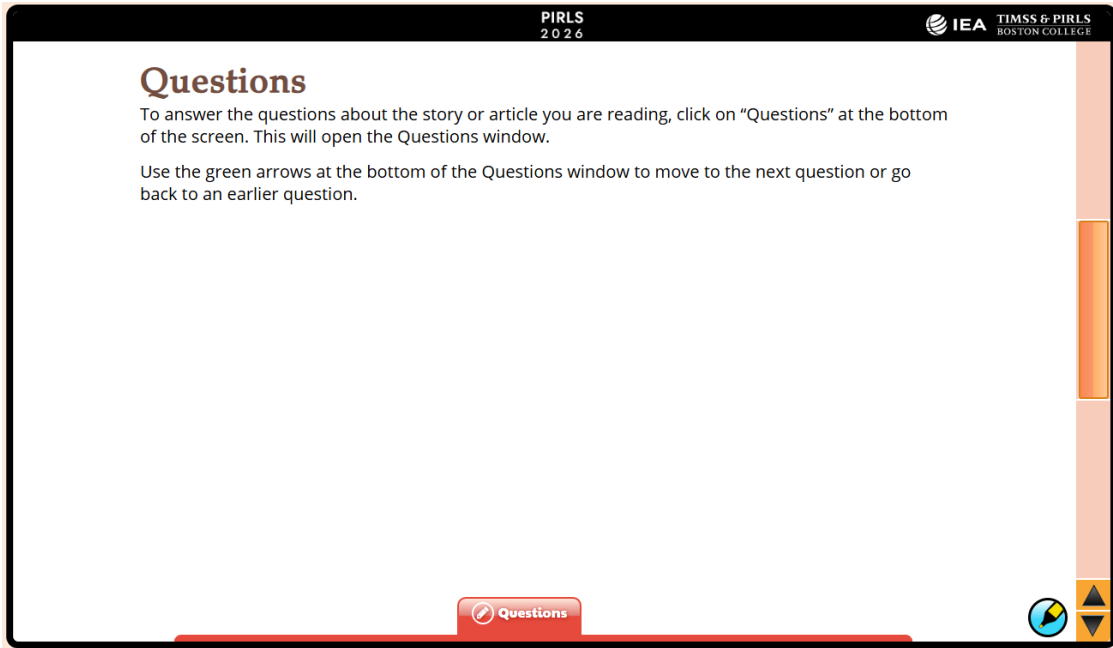 PIRLS
2026
IEA
TIMSS & PIRLS
BOSTON COLLEGE
Questions
To answer the questions about the story or article you are reading, click on “Questions” at the bottom
of the screen. This will open the Questions window.
Use the green arrows at the bottom of the Questions window to move to the next question or go
back to an earlier question.
Questions